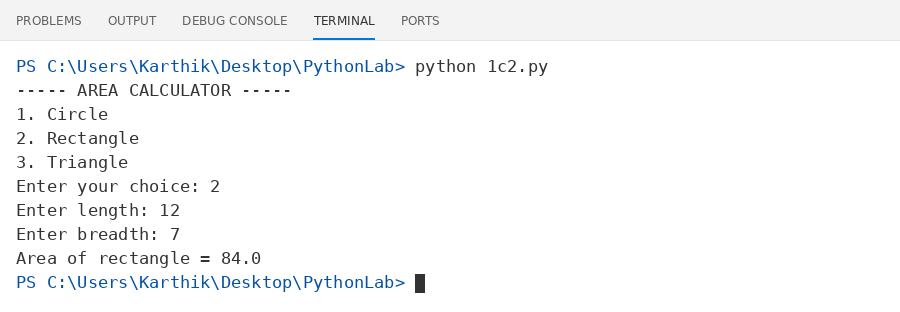 PROBLEMS OUTPUT DEBUG CONSOLE TERMINAL PORTS
PS C:\Users\Karthik\Desktop\PythonLab> python 1c2.py
----- AREA CALCULATOR -----
1. Circle
2. Rectangle
3. Triangle
Enter your choice: 2
Enter length: 12
Enter breadth: 7
Area of rectangle = 84.0
PS C:\Users\Karthik\Desktop\PythonLab>